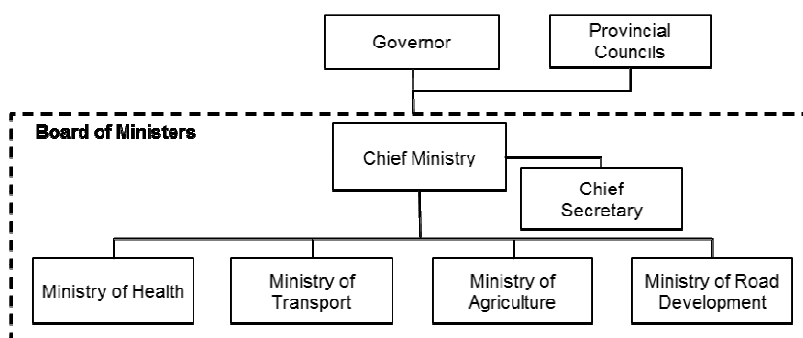 Governor
Provincial
Councils
Board of Ministers
Chief Ministry
Chief
Secretary
Ministry of Health
Ministry of
Transport
Ministry of
Agriculture
Ministry of Road
Development